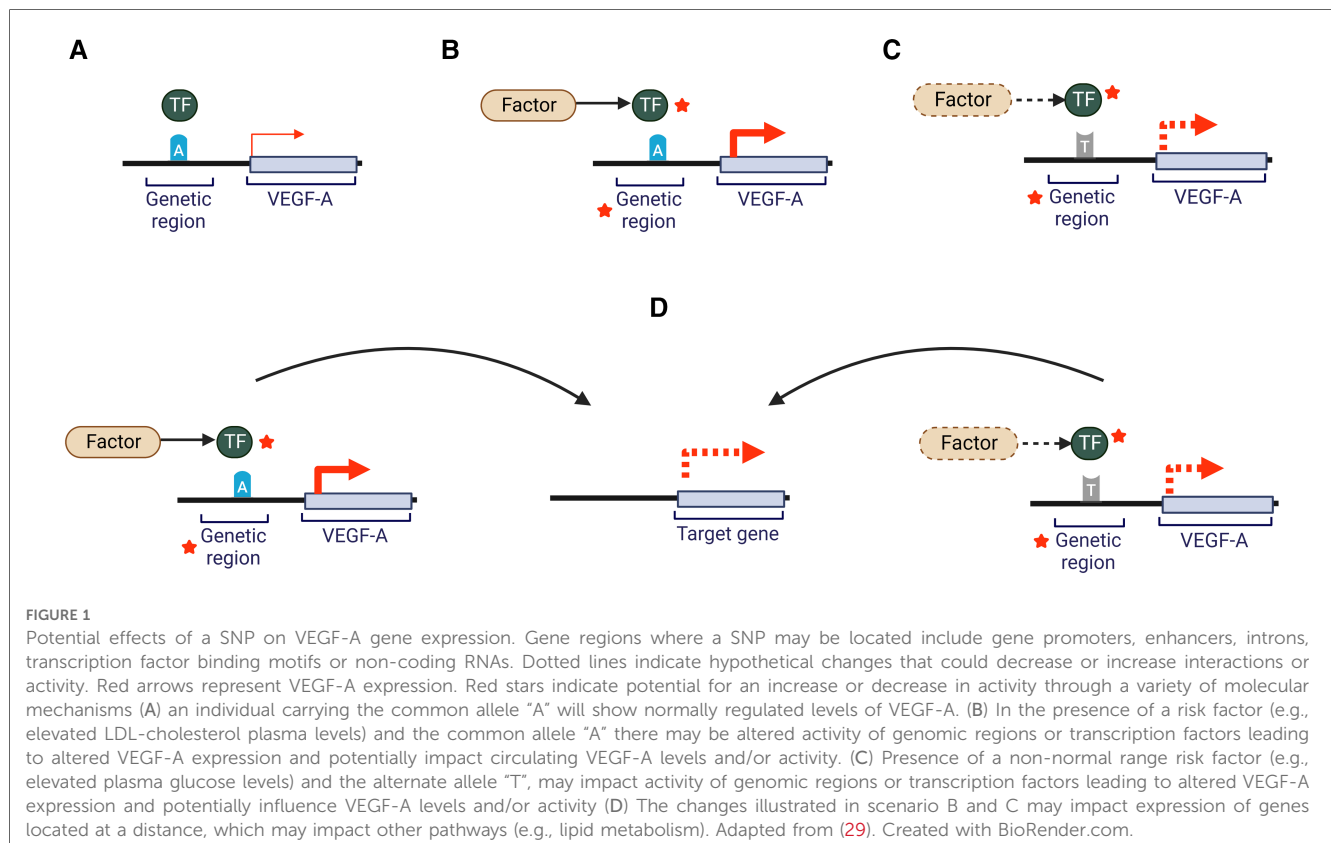 A
B
C
TF
A
Genetic
region
VEGF-A
Factor
TF
A
Genetic
region
VEGF-A
Factor
TF
T
Genetic
region
VEGF-A
D
Factor
TF
A
Genetic
region
VEGF-A
Target gene
Factor
TF
T
Genetic
region
VEGF-A
FIGURE 1
Potential effects of a SNP on VEGF-A gene expression. Gene regions where a SNP may be located include gene promoters, enhancers, introns,
transcription factor binding motifs or non-coding RNAs. Dotted lines indicate hypothetical changes that could decrease or increase interactions or
activity. Red arrows represent VEGF-A expression. Red stars indicate potential for an increase or decrease in activity through a variety of molecular
mechanisms (A) an individual carrying the common allele “A” will show normally regulated levels of VEGF-A. (B) In the presence of a risk factor (e.g.,
elevated LDL-cholesterol plasma levels) and the common allele “A” there may be altered activity of genomic regions or transcription factors leading
to altered VEGF-A expression and potentially impact circulating VEGF-A levels and/or activity. (C) Presence of a non-normal range risk factor (e.g.,
elevated plasma glucose levels) and the alternate allele “T”, may impact activity of genomic regions or transcription factors leading to altered VEGF-A
expression and potentially influence VEGF-A levels and/or activity (D) The changes illustrated in scenario B and C may impact expression of genes
located at a distance, which may impact other pathways (e.g., lipid metabolism). Adapted from (29). Created with BioRender.com.